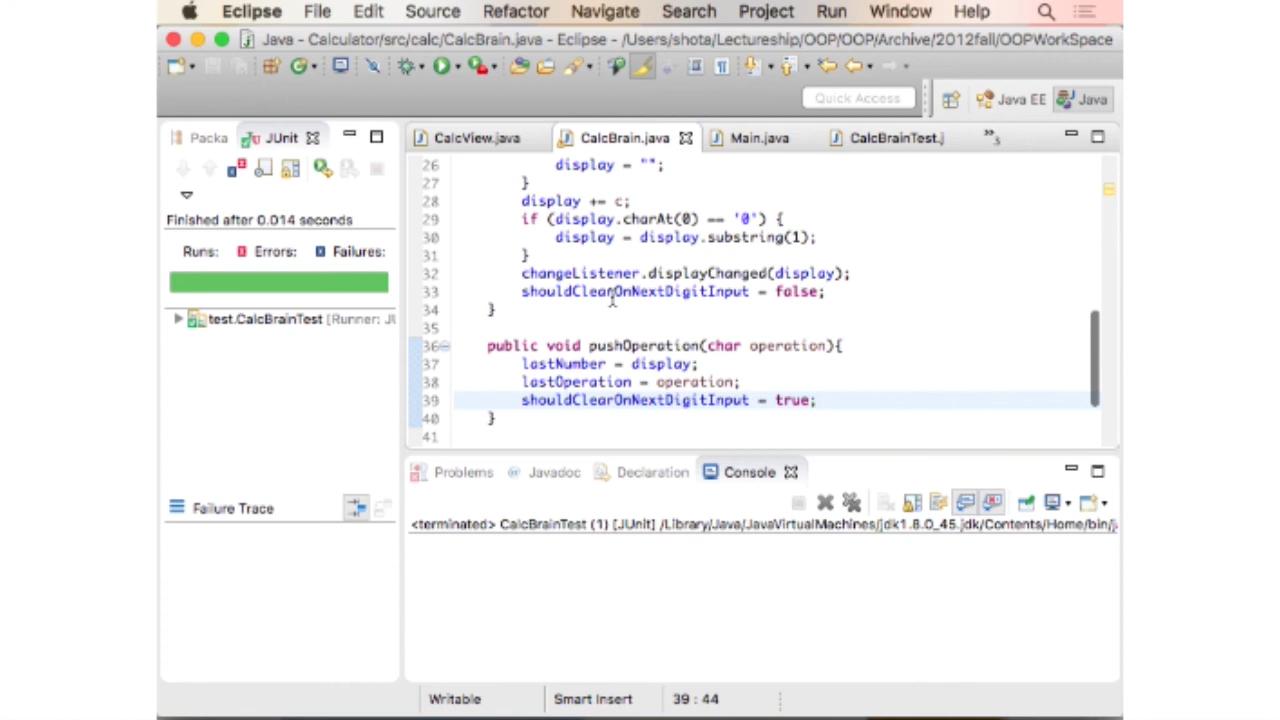 Eclipse File Edit Source Refactor Navigate Search Project Run Window Help
Java - Calculator/src/calc/CalcBrain.java - Eclipse - /Users/shota/Lectureship/OOP/OOP/Archive/2012fall/OOPWorkSpace
Quick Access Java EE Java
Packa JUnit CalcView.java CalcBrain.java Main.java CalcBrainTest.j »3
Finished after 0.014 seconds
Runs: Errors: Failures:
test.CalcBrainTest [Runner: JU
26 display = "";
27 }
28 display += c;
29 if (display.charAt(0) == '0') {
30 display = display.substring(1);
31 }
32 changeListener.displayChanged(display);
33 shouldClearOnNextDigitInput = false;
34 }
35
36 public void pushOperation(char operation){
37 lastNumber = display;
38 lastOperation = operation;
39 shouldClearOnNextDigitInput = true;
40 }
41
Failure Trace
Problems Javadoc Declaration Console
<terminated> CalcBrainTest (1) [JUnit] /Library/Java/JavaVirtualMachines/jdk1.8.0_45.jdk/Contents/Home/bin/j
Writable Smart Insert 39 : 44